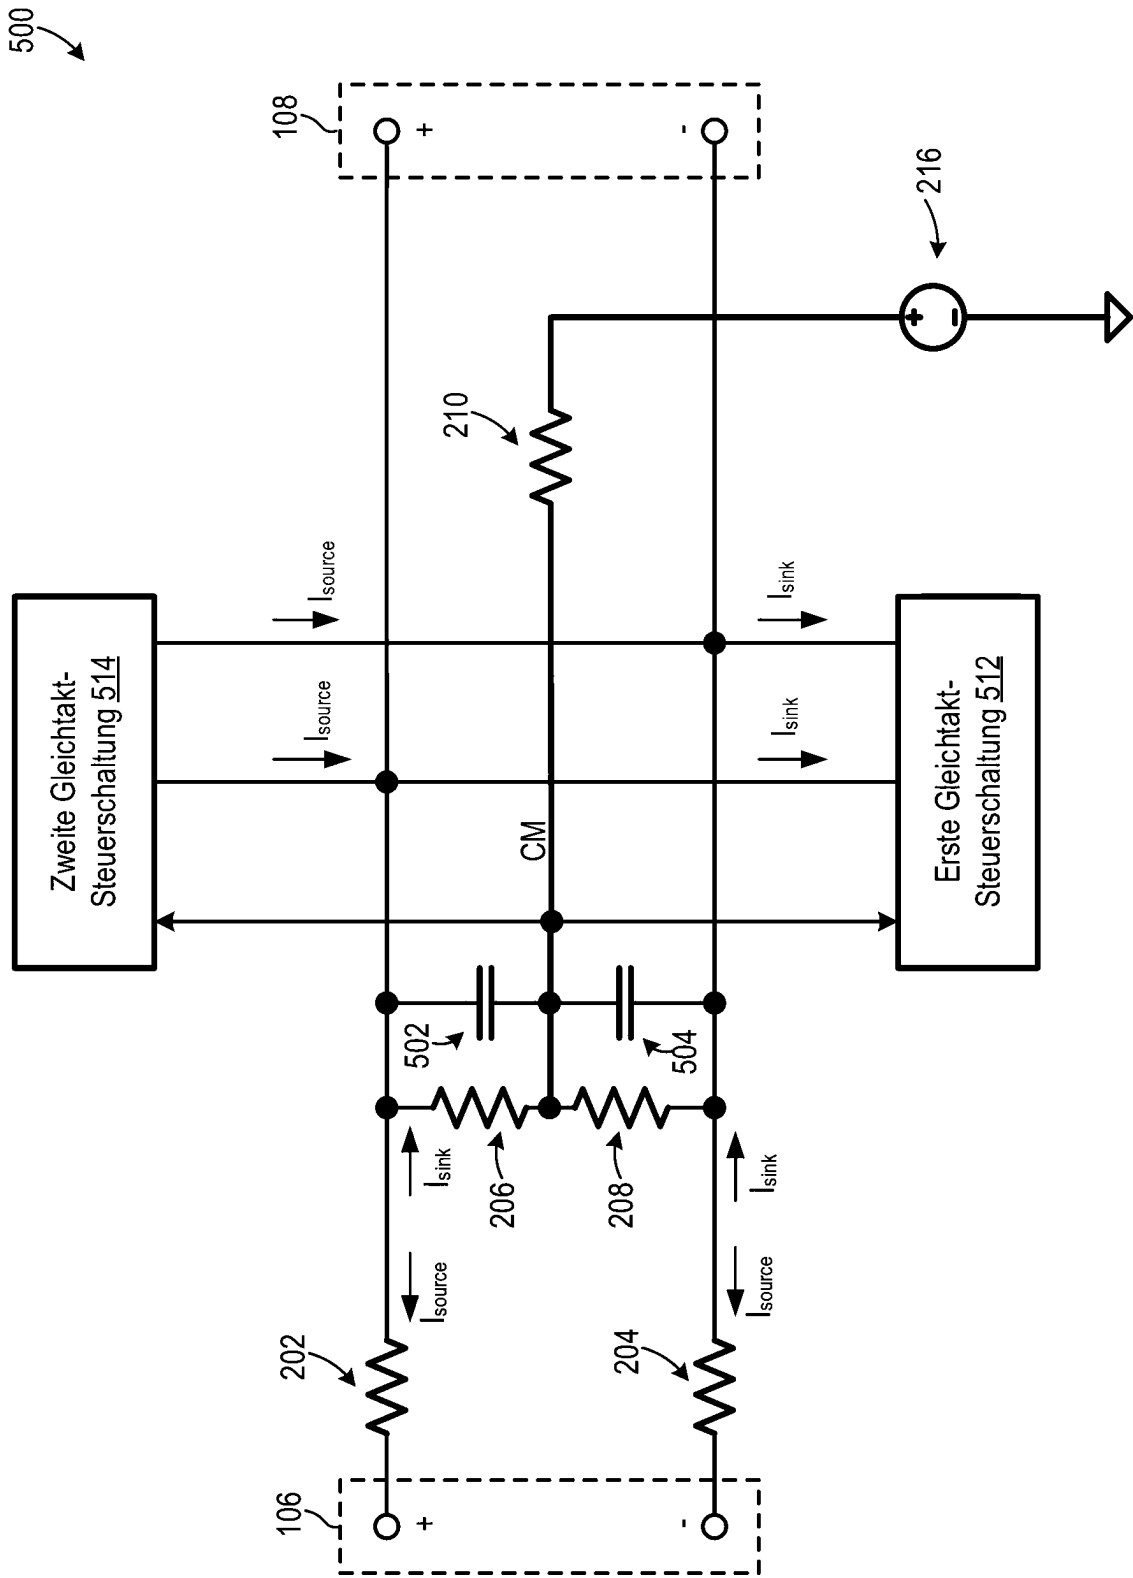 500
108
+
-
216
210
Isource
Isink
Zweite Gleichtakt-
Steuerschaltung 514
Isource
Isink
Erste Gleichtakt-
Steuerschaltung 512
CM
502
504
206
208
Isink
Isink
Isource
Isource
202
204
106
+
-
+
-